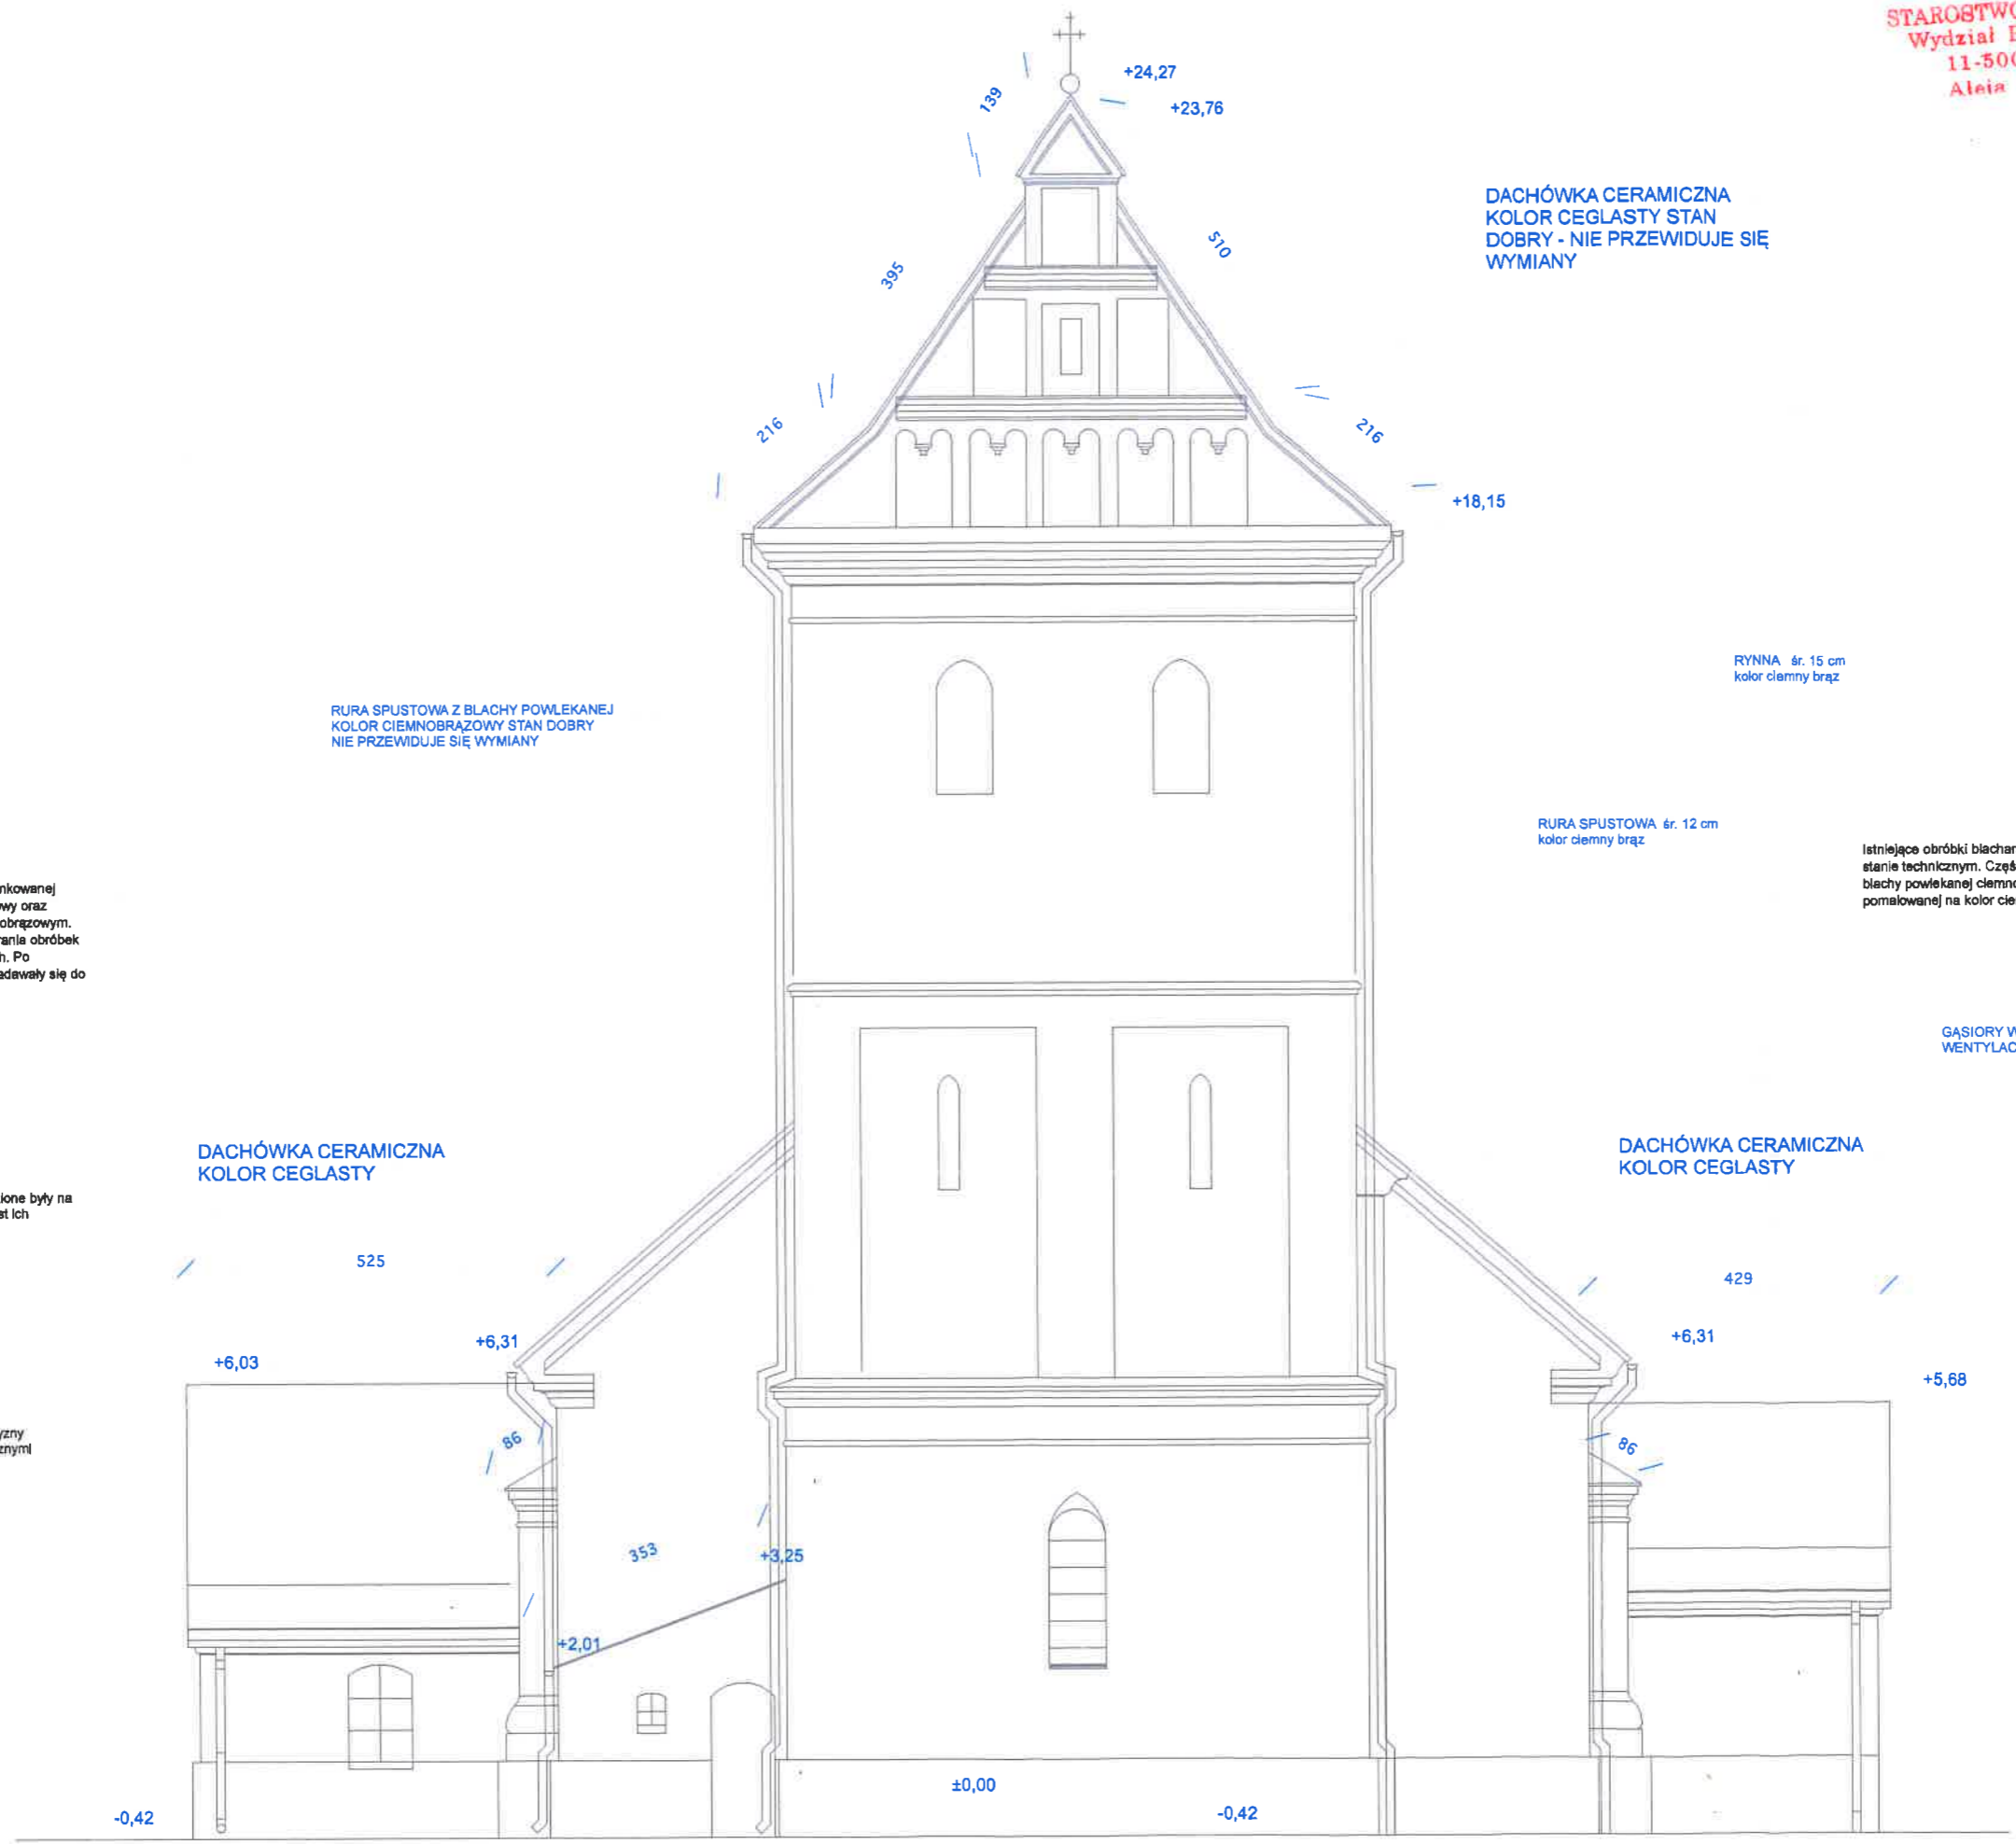 STAROSTWO
Wydział
11-500
Aleja
+24,27
139
+23,76
DACHÓWKA CERAMICZNA
KOLOR CEGLASTY STAN
DOBRY - NIE PRZEWIDUJE SIĘ
WYMIANY
510
395
216
216
+18,15
RYNNA śr. 15 cm
kolor ciemny brąz
RURA SPUSTOWA Z BLACHY POWLEKANEJ
KOLOR CIEMNOBRĄZOWY STAN DOBRY
NIE PRZEWIDUJE SIĘ WYMIANY
RURA SPUSTOWA śr. 12 cm
kolor ciemny brąz
Istniejące obróbki blachar
stanie technicznym. Częś
blachy powlekanej ciemno
pomalowanej na kolor cie
nkowanej
wy oraz
obrązowym.
rania obróbek
h. Po
edawały się do
GĄSIORY W
WENTYLAC
DACHÓWKA CERAMICZNA
KOLOR CEGLASTY
DACHÓWKA CERAMICZNA
KOLOR CEGLASTY
ione były na
st ich
525
429
+6,31
+6,31
+6,03
+5,68
yzny
znymi
86
86
353
+3,25
+2,01
±0,00
-0,42
-0,42